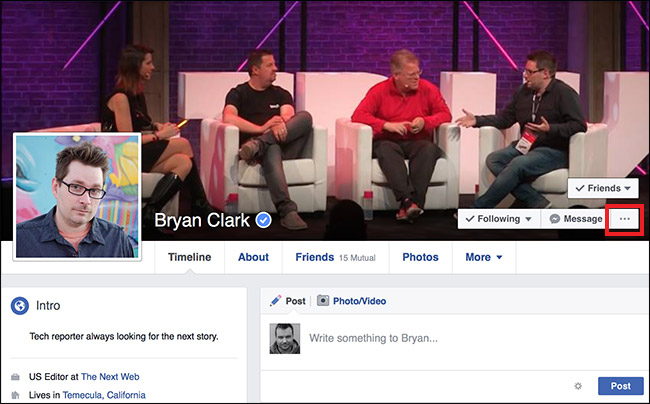 Friends
Bryan Clark
Following Message ...
Timeline About Friends 15 Mutual Photos More
Intro
Tech reporter always looking for the next story.
US Editor at The Next Web
Lives in Temecula, California
Post Photo/Video
Write something to Bryan...
Post